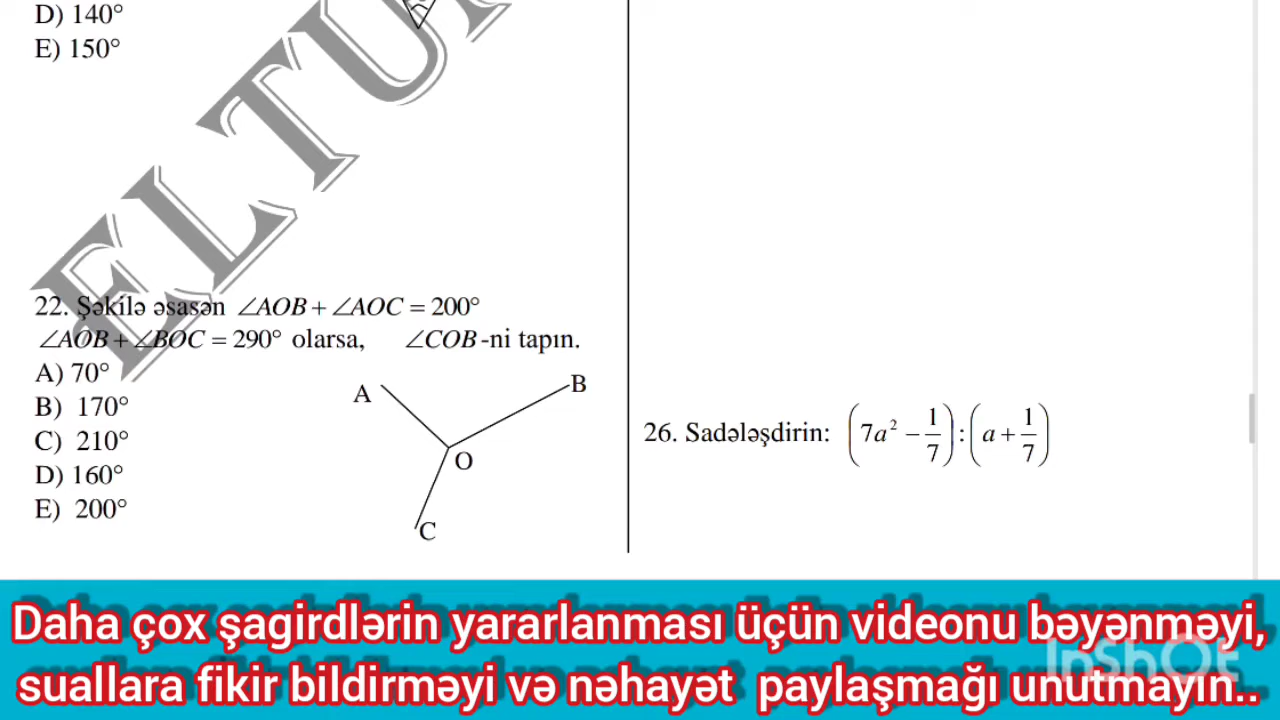 D) 140°
E) 150°
ELTU
22. Şəkilə əsasən ∠AOB + ∠AOC = 200°
∠AOB + ∠BOC = 290° olarsa, ∠COB-ni tapın.
A) 70°
B) 170°
C) 210°
D) 160°
E) 200°
A
B
O
C
26. Sadələşdirin: (7a² − 1/7) : (a + 1/7)
Daha çox şagirdlərin yararlanması üçün videonu bəyənməyi,
suallara fikir bildirməyi və nəhayət paylaşmağı unutmayın..
InShOt